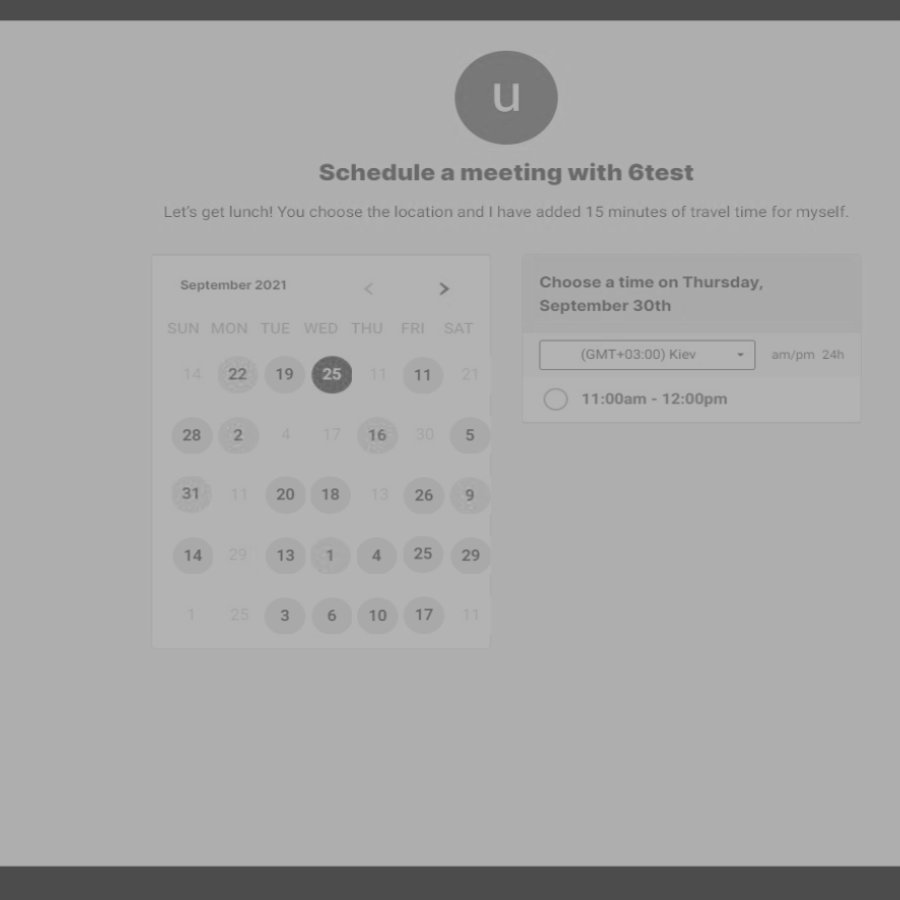 u
Schedule a meeting with 6test
Let's get lunch! You choose the location and I have added 15 minutes of travel time for myself.
September 2021
SUN MON TUE WED THU FRI SAT
14 22 19 25 11 11 21
28 2 4 17 16 30 5
31 11 20 18 13 26 9
14 29 13 1 4 25 29
1 25 3 6 10 17 11
Choose a time on Thursday,
September 30th
(GMT+03:00) Kiev am/pm 24h
11:00am - 12:00pm